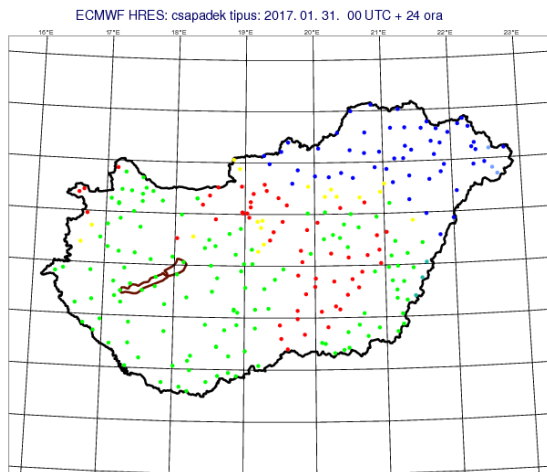 ECMWF HRES: csapadek tipus: 2017. 01. 31. 00 UTC + 24 ora
16°E 17°E 18°E 19°E 20°E 21°E 22°E 23°E